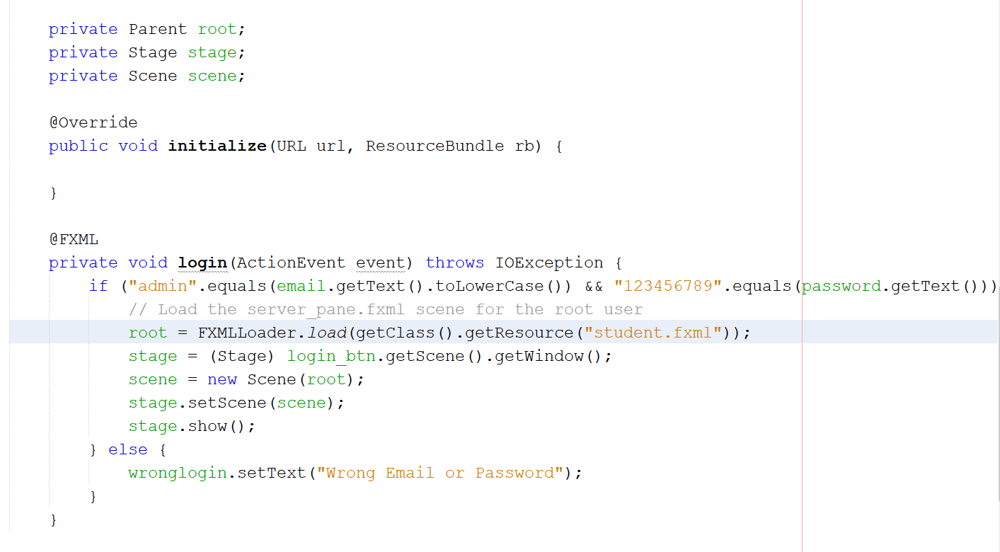 private Parent root;
private Stage stage;
private Scene scene;
@Override
public void initialize(URL url, ResourceBundle rb) {
}
@FXML
private void login(ActionEvent event) throws IOException {
if ("admin".equals(email.getText().toLowerCase()) && "123456789".equals(password.getText()))
// Load the server_pane.fxml scene for the root user
root = FXMLLoader.load(getClass().getResource("student.fxml"));
stage = (Stage) login_btn.getScene().getWindow();
scene = new Scene(root);
stage.setScene(scene);
stage.show();
} else {
wronglogin.setText("Wrong Email or Password");
}
}